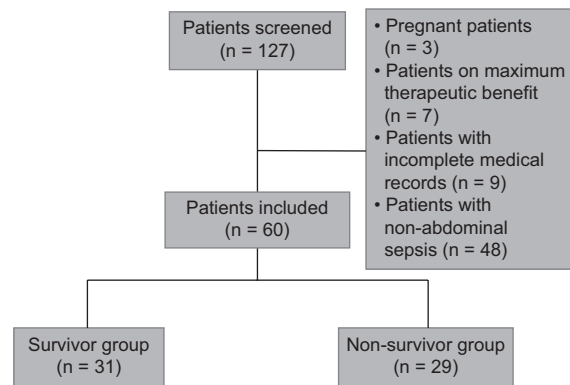 Patients screened
(n = 127)
• Pregnant patients
(n = 3)
• Patients on maximum
therapeutic benefit
(n = 7)
• Patients with
incomplete medical
records (n = 9)
• Patients with
non-abdominal
sepsis (n = 48)
Patients included
(n = 60)
Survivor group
(n = 31)
Non-survivor group
(n = 29)